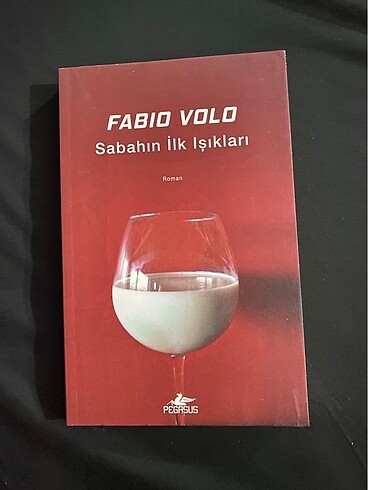 FABIO VOLO
Sabahın İlk Işıkları
Roman
PEGASUS